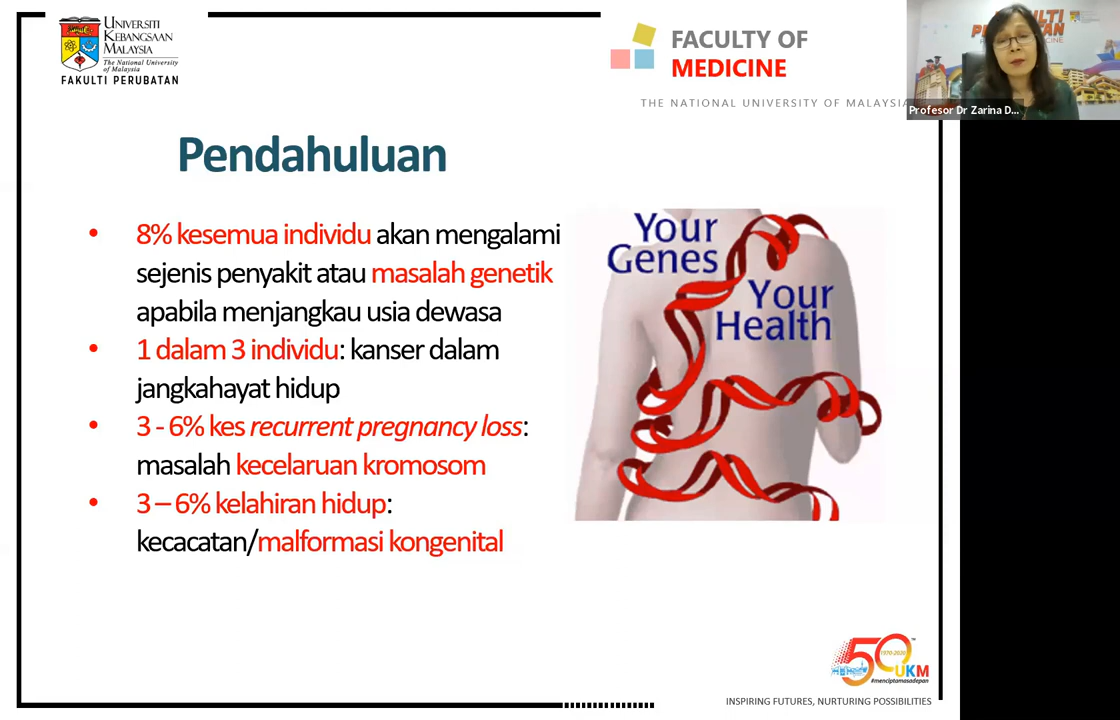 UNIVERSITI
KEBANGSAAN
MALAYSIA
The National University
of Malaysia
FAKULTI PERUBATAN
FACULTY OF
MEDICINE
THE NATIONAL UNIVERSITY OF MALAYSIA
Profesor Dr Zarina D...
Pendahuluan
• 8% kesemua individu akan mengalami
sejenis penyakit atau masalah genetik
apabila menjangkau usia dewasa
• 1 dalam 3 individu: kanser dalam
jangkahayat hidup
• 3 - 6% kes recurrent pregnancy loss:
masalah kecelaruan kromosom
• 3 – 6% kelahiran hidup:
kecacatan/malformasi kongenital
Your
Genes
Your
Health
50
1970-2020
UKM
#menciptamasadepan
INSPIRING FUTURES, NURTURING POSSIBILITIES